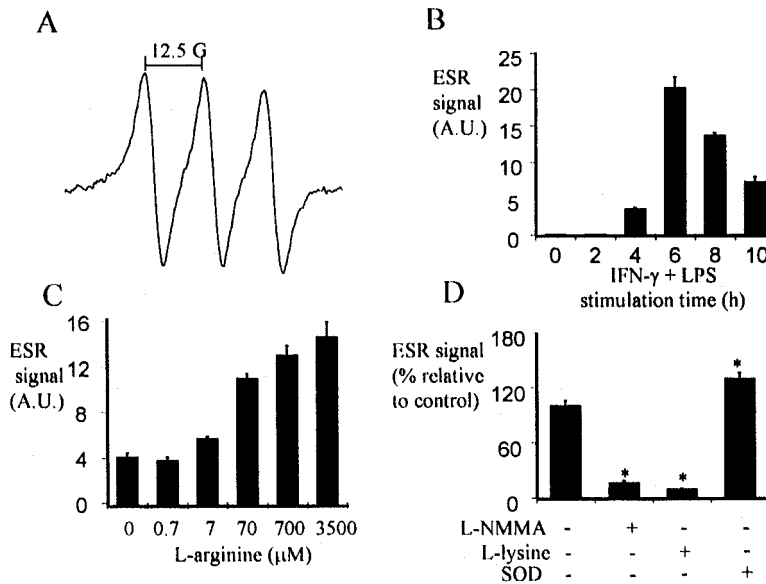 A
12.5 G
B
ESR
signal
(A.U.)
25
20
15
10
5
0
0 2 4 6 8 10
IFN-γ + LPS
stimulation time (h)
C
ESR
signal
(A.U.)
16
12
8
4
0
0 0.7 7 70 700 3500
L-arginine (μM)
D
ESR signal
(% relative
to control)
180
120
60
0
* * *
L-NMMA - + - -
L-lysine - - + -
SOD - - - +